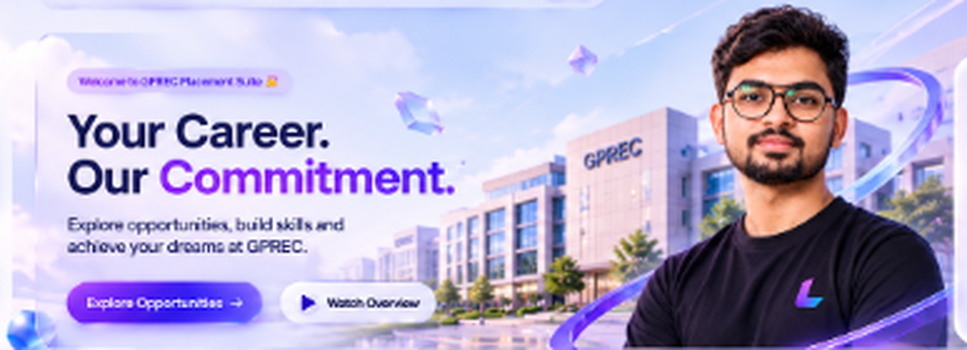 Welcome to GPREC Placement Suite
Your Career.
Our Commitment.
Explore opportunities, build skills and
achieve your dreams at GPREC.
Explore Opportunities →
Watch Overview
GPREC